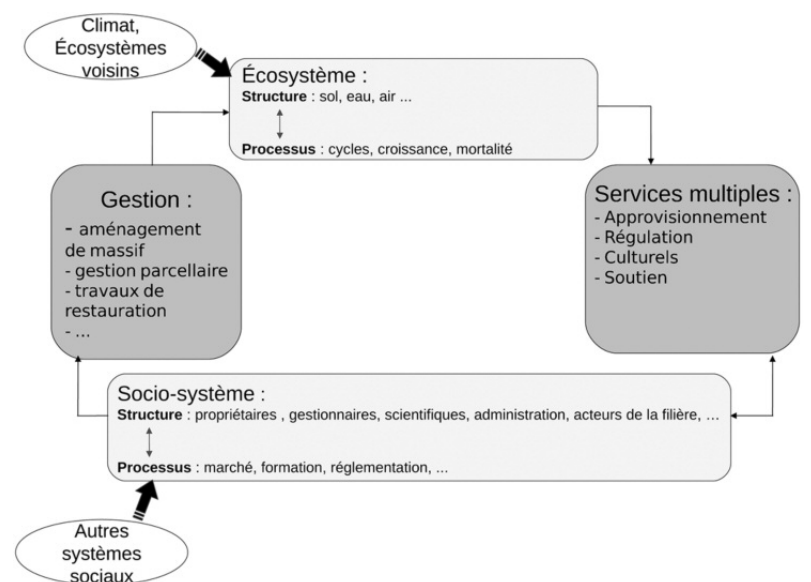 Climat,
Écosystèmes
voisins
Écosystème :
Structure : sol, eau, air ...
Processus : cycles, croissance, mortalité
Gestion :
- aménagement
de massif
- gestion parcellaire
- travaux de
restauration
- ...
Services multiples :
- Approvisionnement
- Régulation
- Culturels
- Soutien
Socio-système :
Structure : propriétaires , gestionnaires, scientifiques, administration, acteurs de la filière, ...
Processus : marché, formation, réglementation, ...
Autres
systèmes
sociaux